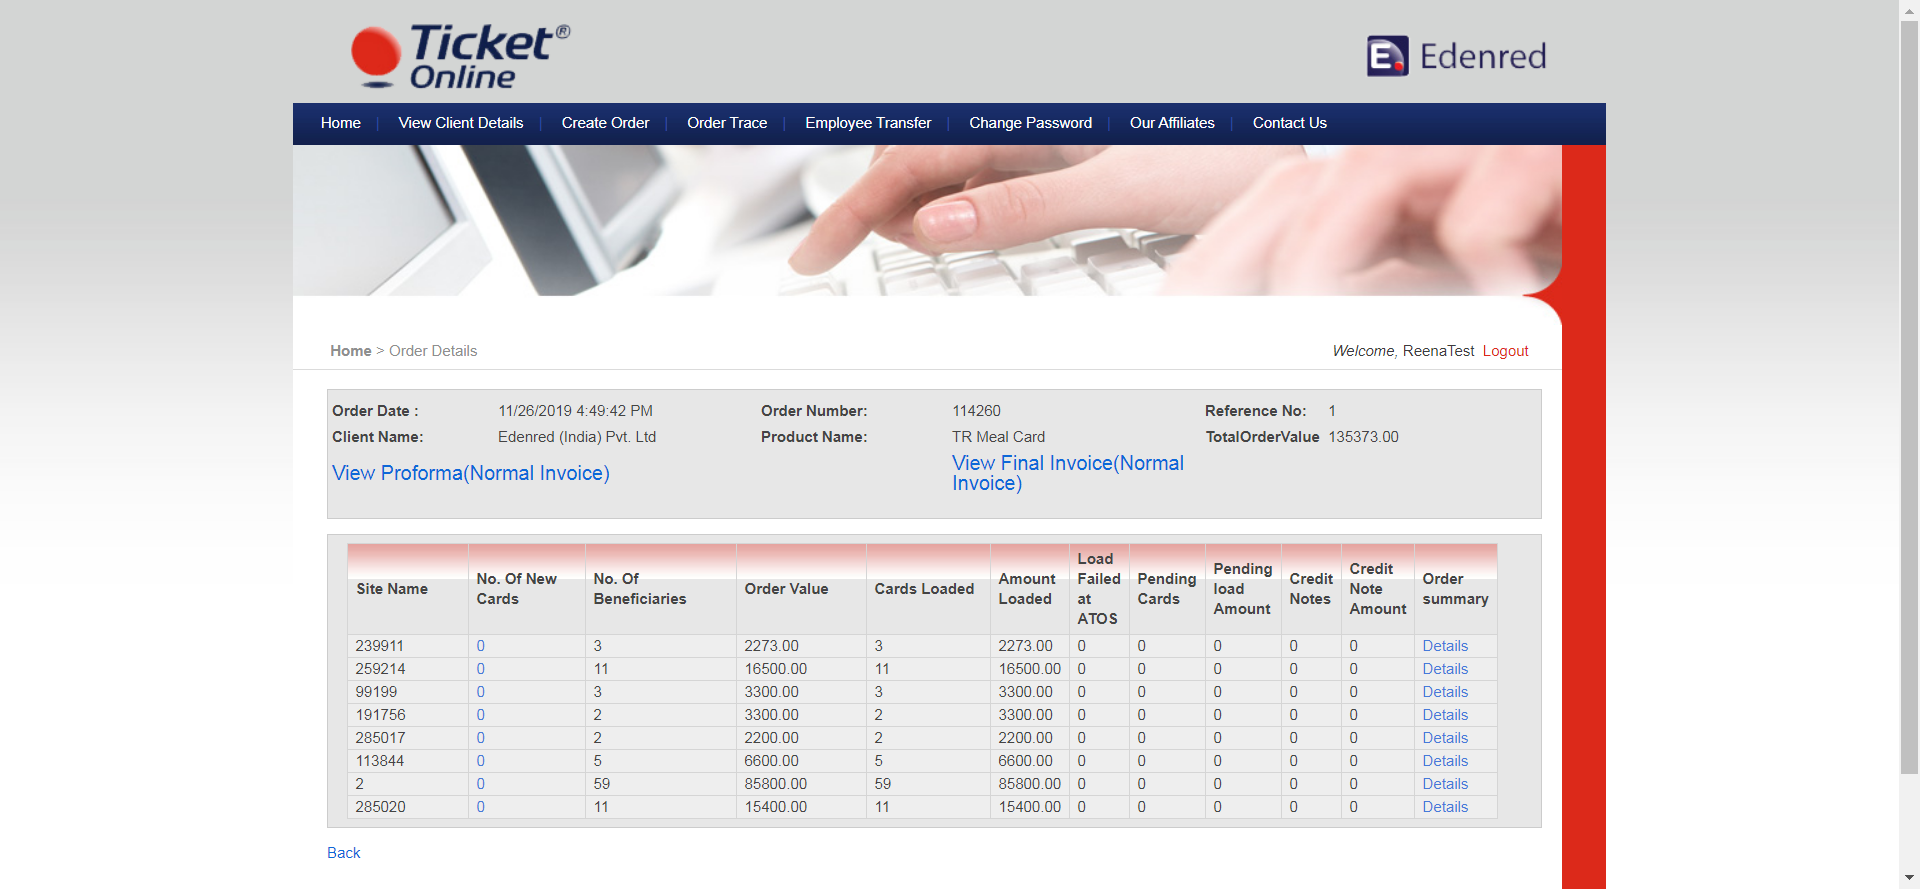 Ticket®
Online
Edenred
Home | View Client Details | Create Order | Order Trace | Employee Transfer | Change Password | Our Affiliates | Contact Us
Home > Order Details
Welcome, ReenaTest Logout
Order Date : 11/26/2019 4:49:42 PM Order Number: 114260 Reference No: 1
Client Name: Edenred (India) Pvt. Ltd Product Name: TR Meal Card TotalOrderValue 135373.00
View Proforma(Normal Invoice) View Final Invoice(Normal
Invoice)
Site Name No. Of New Cards No. Of Beneficiaries Order Value Cards Loaded Amount Loaded Load Failed at ATOS Pending Cards Pending load Amount Credit Notes Credit Note Amount Order summary
239911 0 3 2273.00 3 2273.00 0 0 0 0 0 Details
259214 0 11 16500.00 11 16500.00 0 0 0 0 0 Details
99199 0 3 3300.00 3 3300.00 0 0 0 0 0 Details
191756 0 2 3300.00 2 3300.00 0 0 0 0 0 Details
285017 0 2 2200.00 2 2200.00 0 0 0 0 0 Details
113844 0 5 6600.00 5 6600.00 0 0 0 0 0 Details
2 0 59 85800.00 59 85800.00 0 0 0 0 0 Details
285020 0 11 15400.00 11 15400.00 0 0 0 0 0 Details
Back